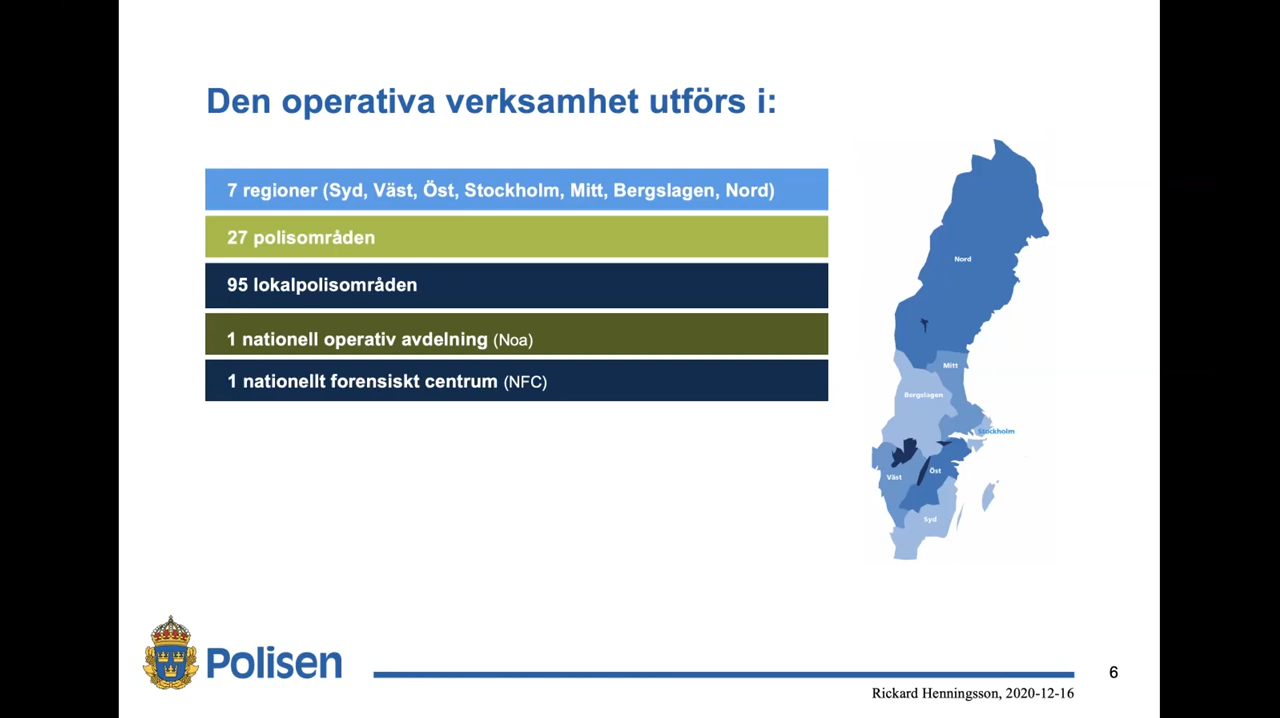 Den operativa verksamhet utförs i:
7 regioner (Syd, Väst, Öst, Stockholm, Mitt, Bergslagen, Nord)
27 polisområden
95 lokalpolisområden
1 nationell operativ avdelning (Noa)
1 nationellt forensiskt centrum (NFC)
Nord
Mitt
Bergslagen
Stockholm
Öst
Väst
Syd
Polisen
6
Rickard Henningsson, 2020-12-16